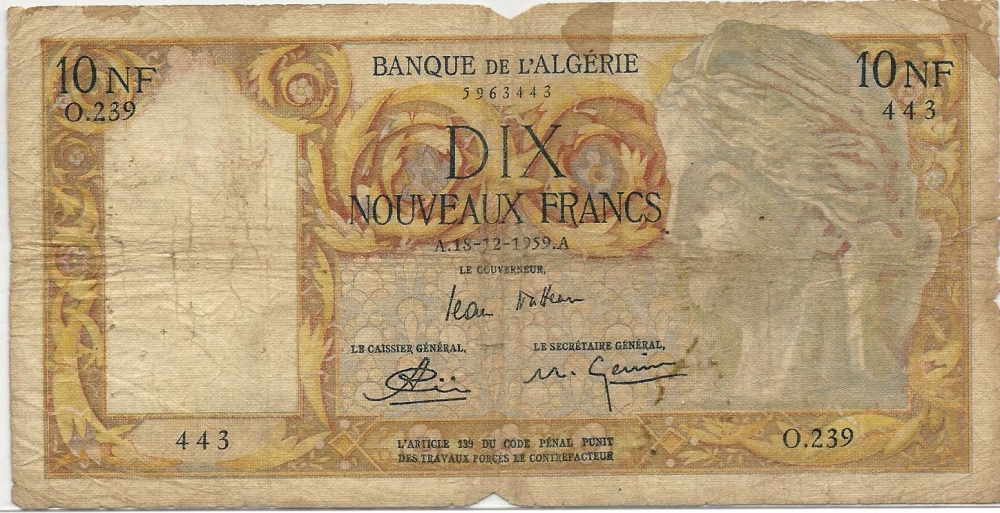 10 NF
O.239
BANQUE DE L'ALGÉRIE
5963443
10 NF
443
DIX
NOUVEAUX FRANCS
A.18-12-1959.A
LE GOUVERNEUR,
Jean
LE CAISSIER GÉNÉRAL,
LE SECRÉTAIRE GÉNÉRAL,
443
O.239
L'ARTICLE 139 DU CODE PÉNAL PUNIT
DES TRAVAUX FORCÉS LE CONTREFACTEUR